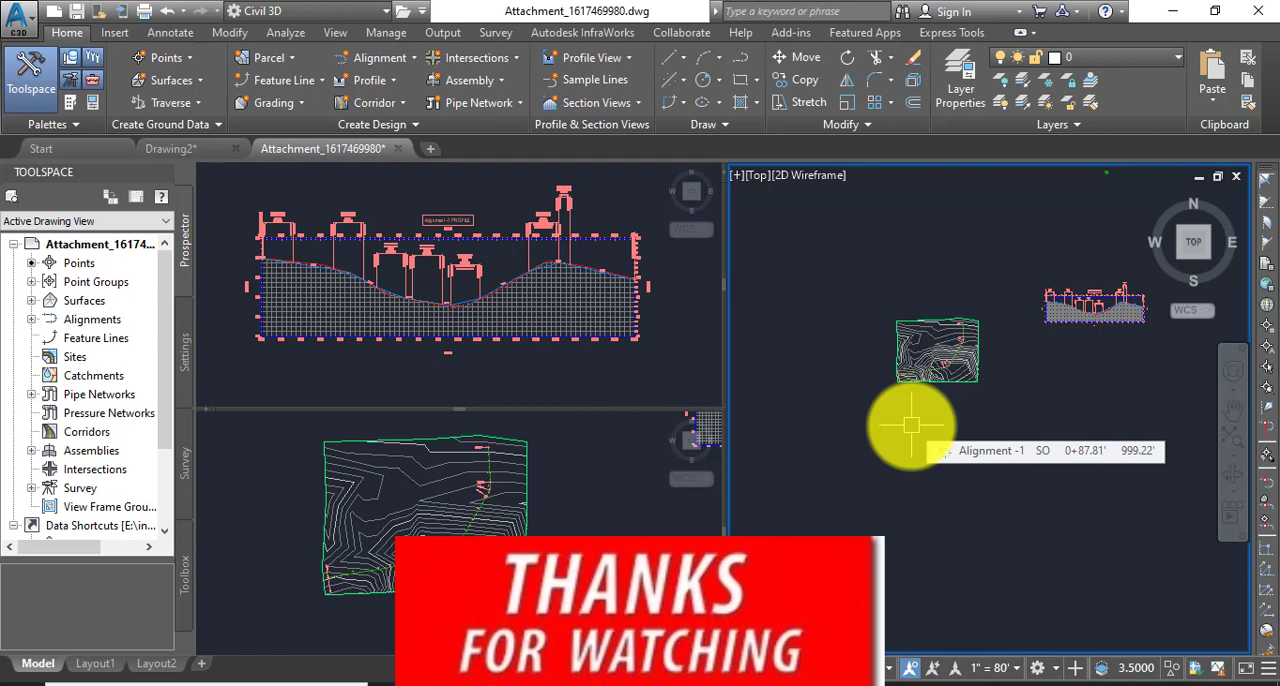 Civil 3D
Attachment_1617469980.dwg
Type a keyword or phrase
Sign In
C3D
Home Insert Annotate Modify Analyze View Manage Output Survey Autodesk InfraWorks Collaborate Help Add-ins Featured Apps Express Tools
Toolspace
Points
Surfaces
Traverse
Parcel
Feature Line
Grading
Alignment
Profile
Corridor
Intersections
Assembly
Pipe Network
Profile View
Sample Lines
Section Views
Move
Copy
Stretch
Layer
Properties
0
Paste
Palettes
Create Ground Data
Create Design
Profile & Section Views
Draw
Modify
Layers
Clipboard
Start
Drawing2*
Attachment_1617469980*
TOOLSPACE
Active Drawing View
Attachment_16174...
Points
Point Groups
Surfaces
Alignments
Feature Lines
Sites
Catchments
Pipe Networks
Pressure Networks
Corridors
Assemblies
Intersections
Survey
View Frame Grou...
Data Shortcuts [E:\in
Prospector
Settings
Survey
Toolbox
Alignment -1 PROFILE
[+][Top][2D Wireframe]
N
W
TOP
E
S
WCS
Alignment -1 SO 0+87.81' 999.22'
THANKS
FOR WATCHING
Model
Layout1
Layout2
1" = 80'
3.5000